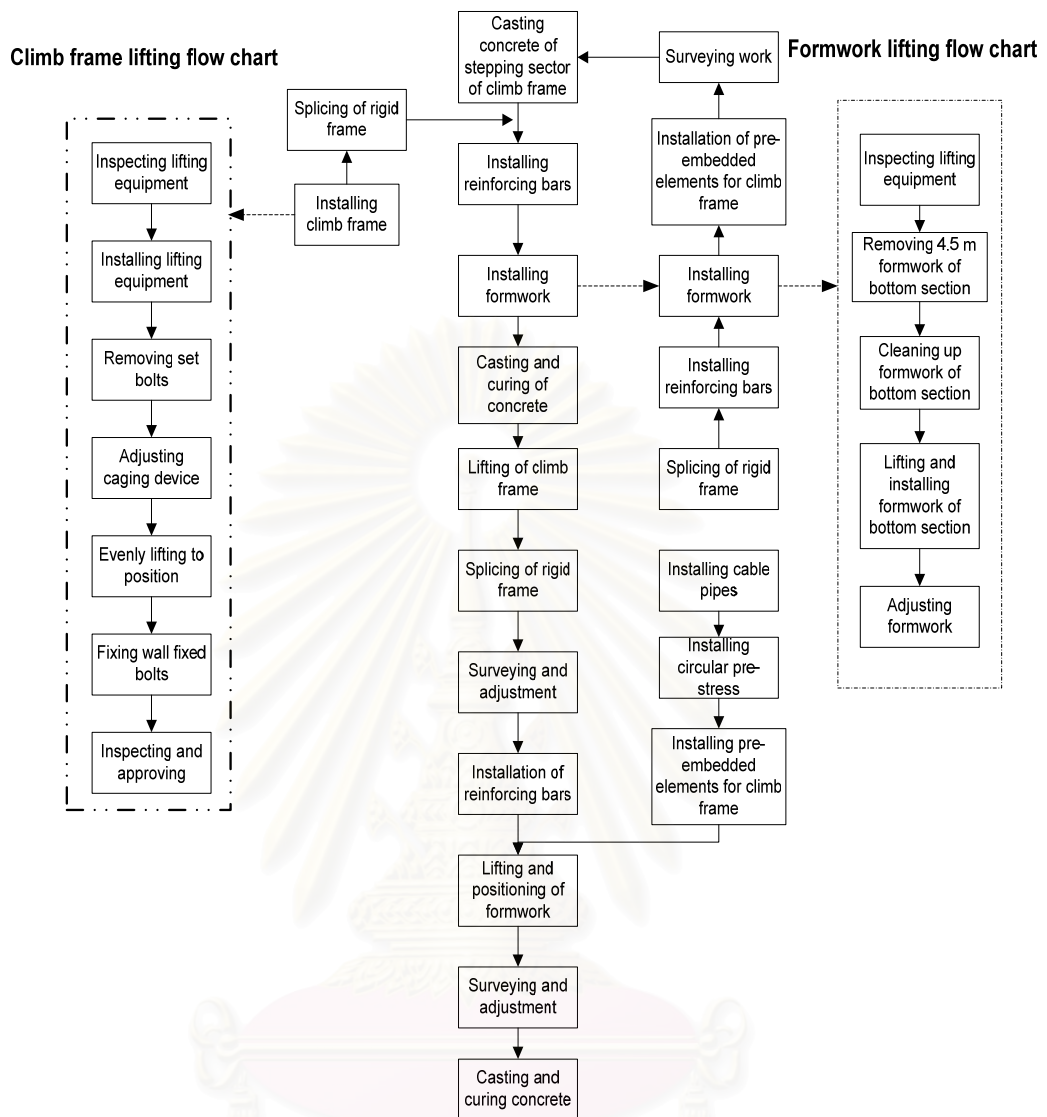 Climb frame lifting flow chart
Formwork lifting flow chart
Inspecting lifting
equipment
Installing lifting
equipment
Removing set
bolts
Adjusting
caging device
Evenly lifting to
position
Fixing wall fixed
bolts
Inspecting and
approving
Splicing of rigid
frame
Installing
climb frame
Casting
concrete of
stepping sector
of climb frame
Installing
reinforcing bars
Installing
formwork
Casting and
curing of
concrete
Lifting of climb
frame
Splicing of rigid
frame
Surveying and
adjustment
Installation of
reinforcing bars
Lifting and
positioning of
formwork
Surveying and
adjustment
Casting and
curing concrete
Surveying work
Installation of pre-
embedded
elements for climb
frame
Installing
formwork
Installing
reinforcing bars
Splicing of rigid
frame
Installing cable
pipes
Installing
circular pre-
stress
Installing pre-
embedded
elements for climb
frame
Inspecting lifting
equipment
Removing 4.5 m
formwork of
bottom section
Cleaning up
formwork of
bottom section
Lifting and
installing
formwork of
bottom section
Adjusting
formwork